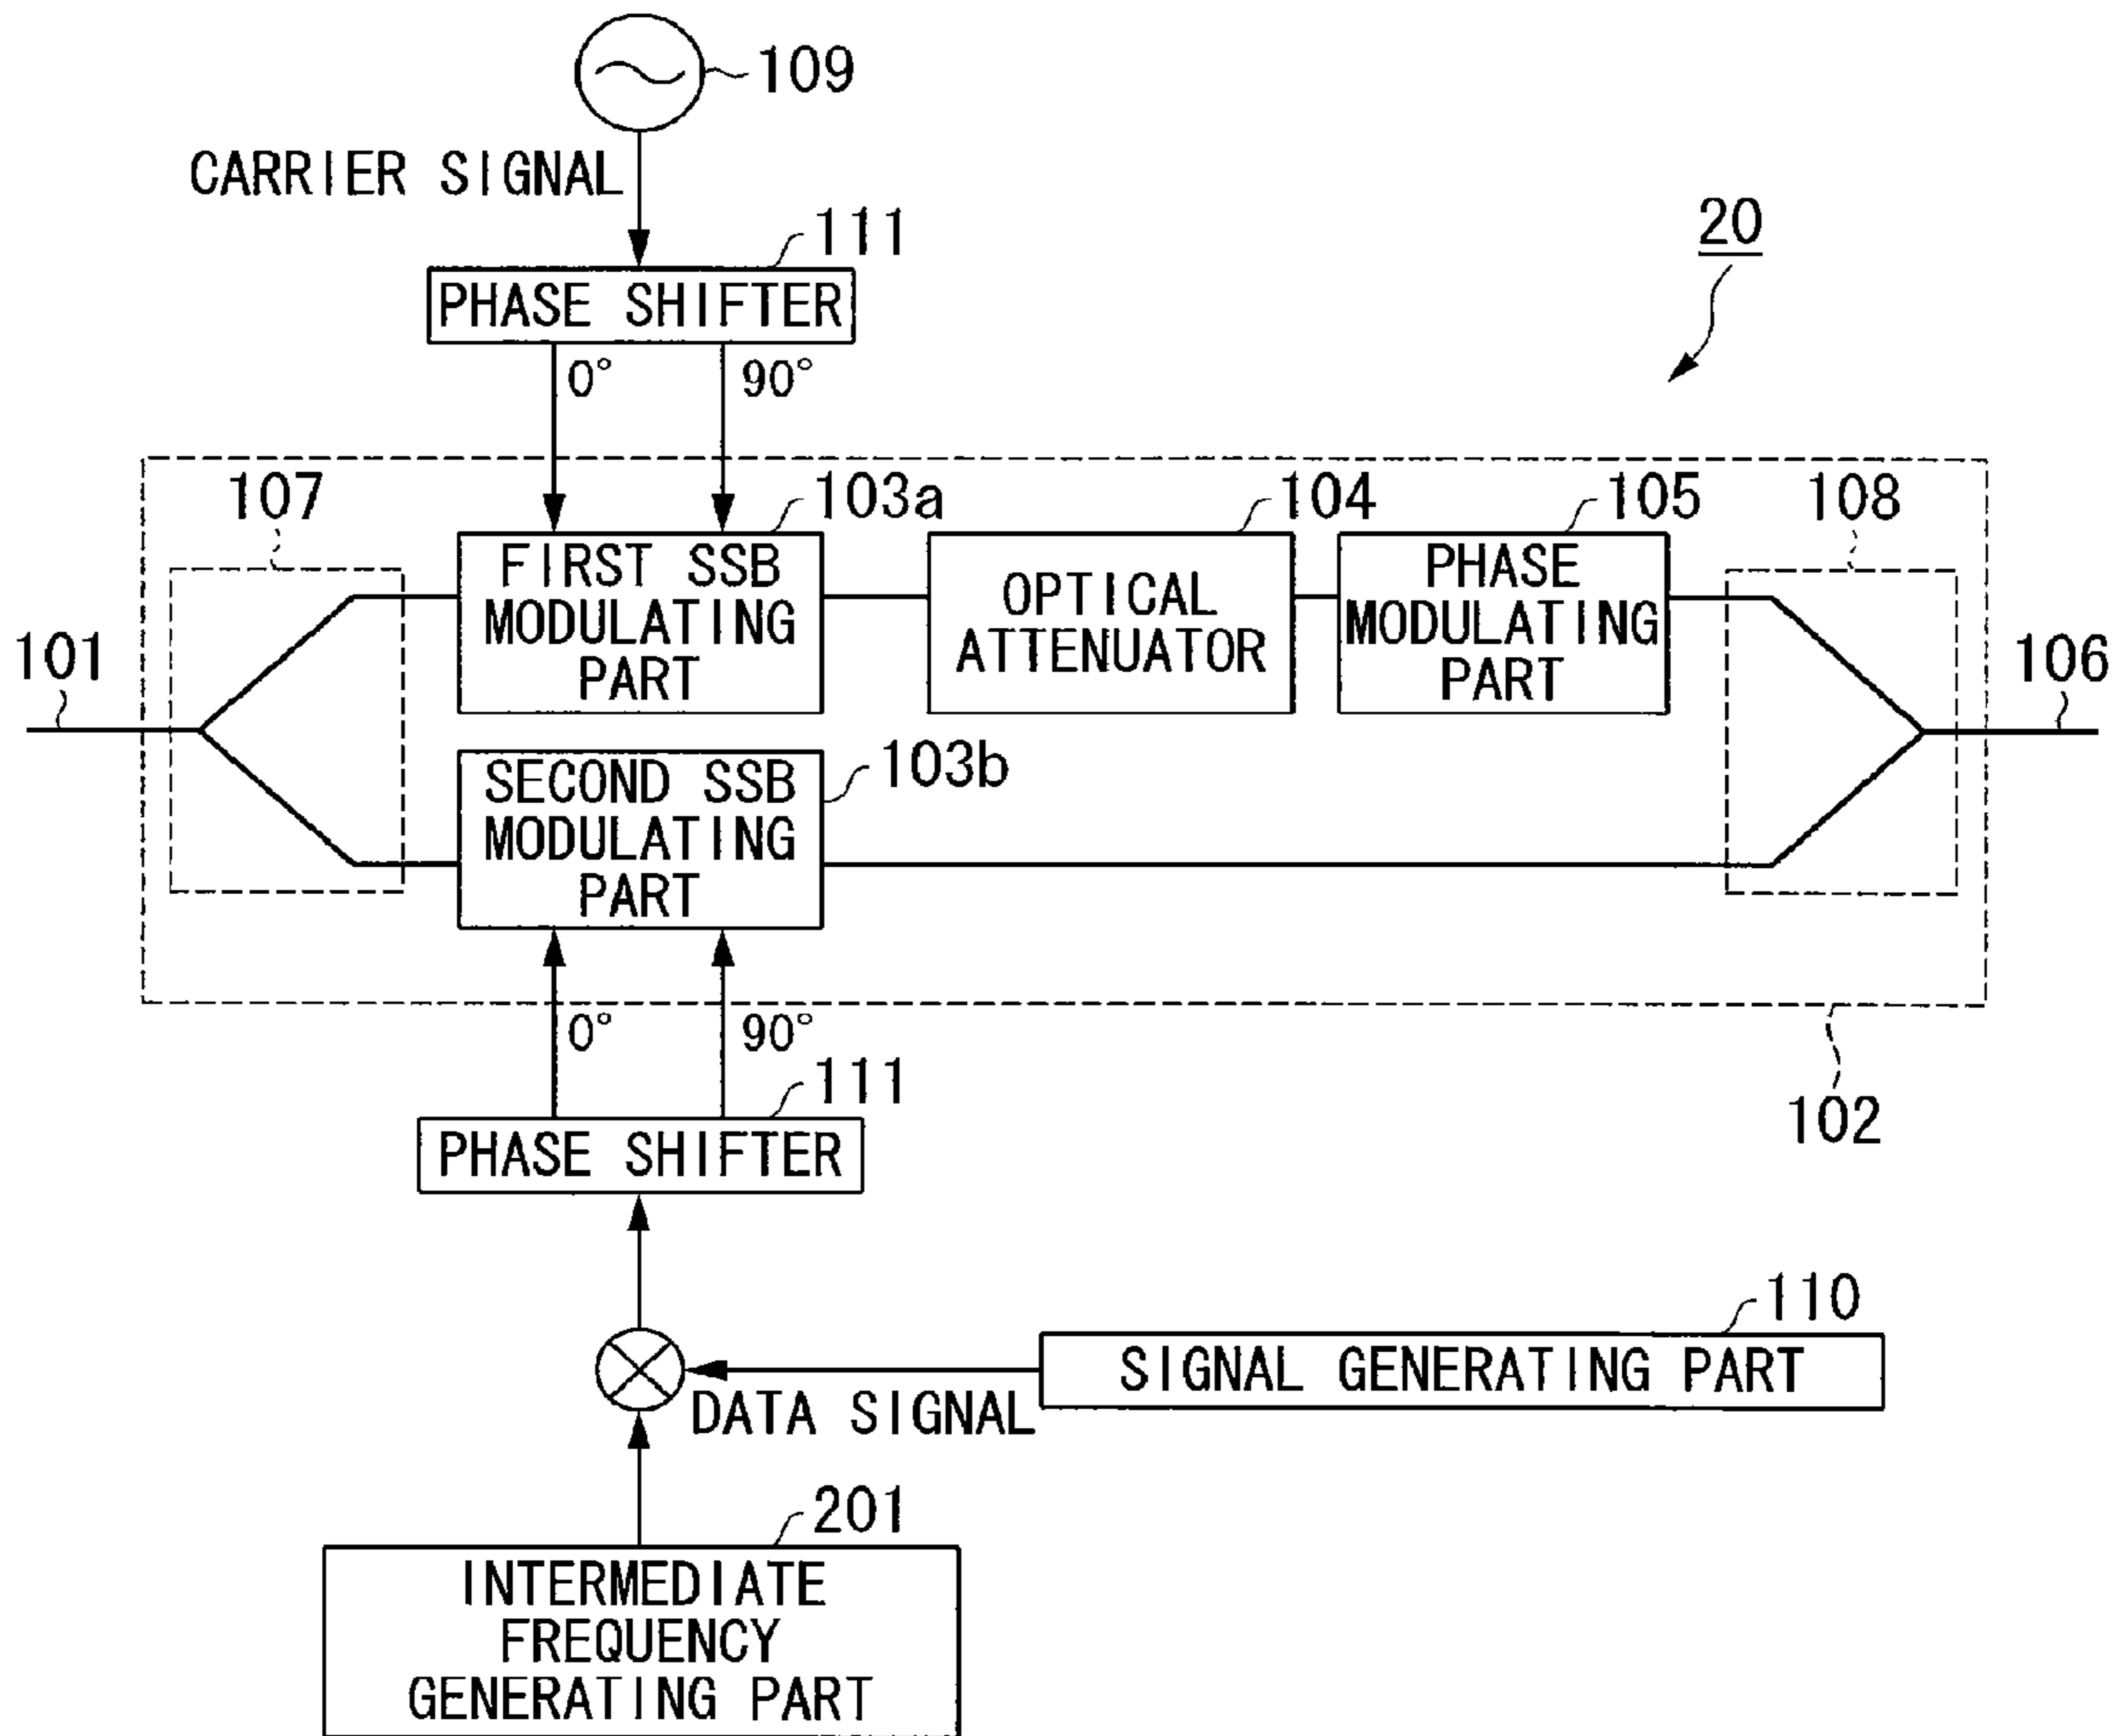 109
CARRIER SIGNAL
111
20
PHASE SHIFTER
0°
90°
107
103a
104
105
108
FIRST SSB
MODULATING
PART
OPTICAL
ATTENUATOR
PHASE
MODULATING
PART
101
106
103b
SECOND SSB
MODULATING
PART
0°
90°
111
102
PHASE SHIFTER
110
SIGNAL GENERATING PART
DATA SIGNAL
201
INTERMEDIATE
FREQUENCY
GENERATING PART